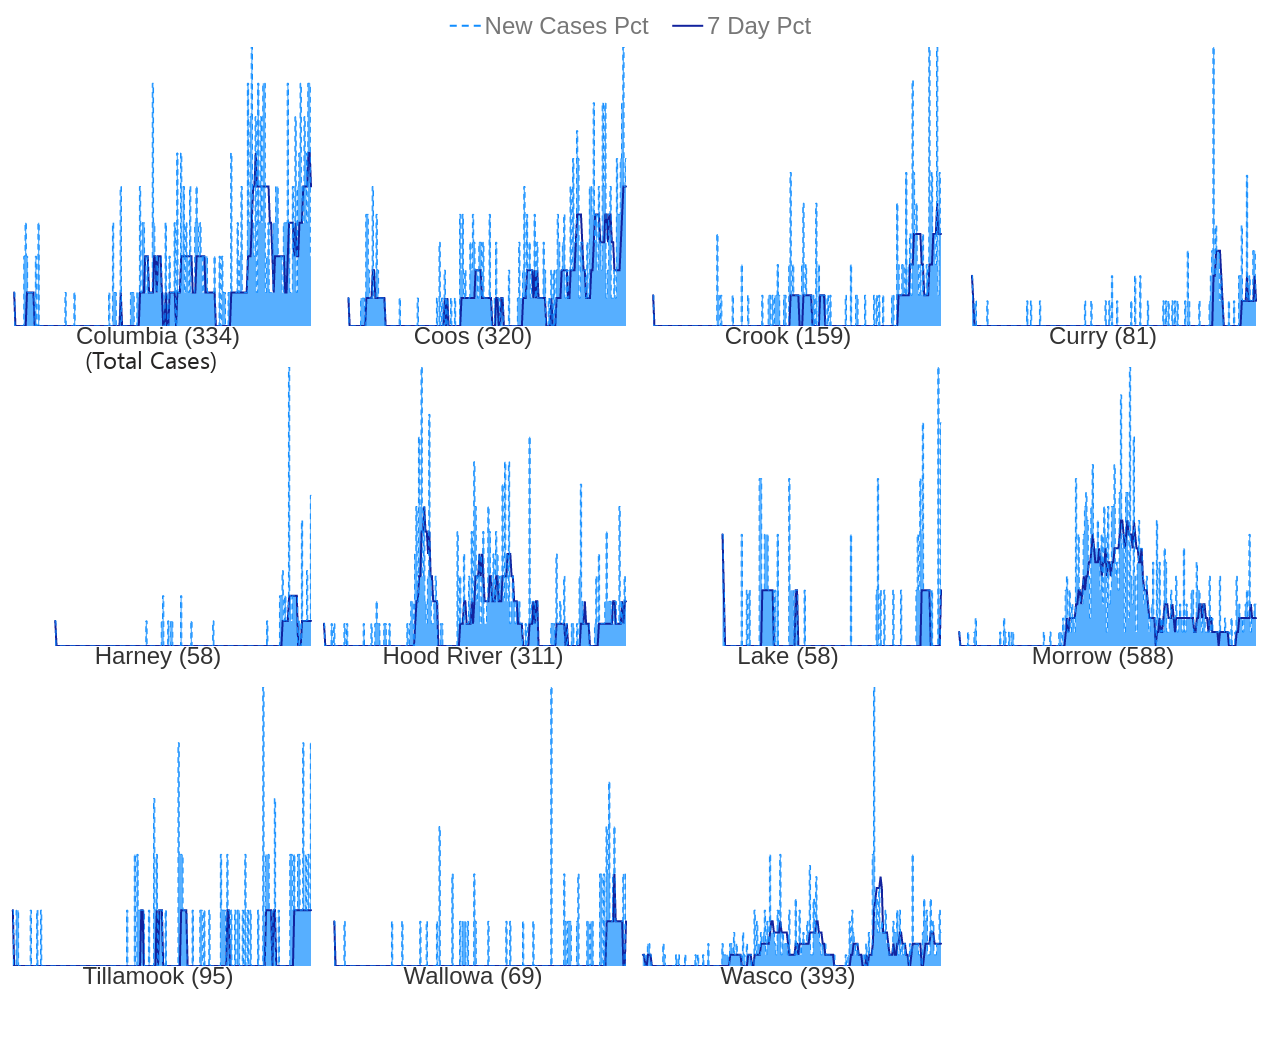 New Cases Pct 7 Day Pct
Columbia (334) Coos (320) Crook (159) Curry (81)
(Total Cases)
Harney (58) Hood River (311) Lake (58) Morrow (588)
Tillamook (95) Wallowa (69) Wasco (393)